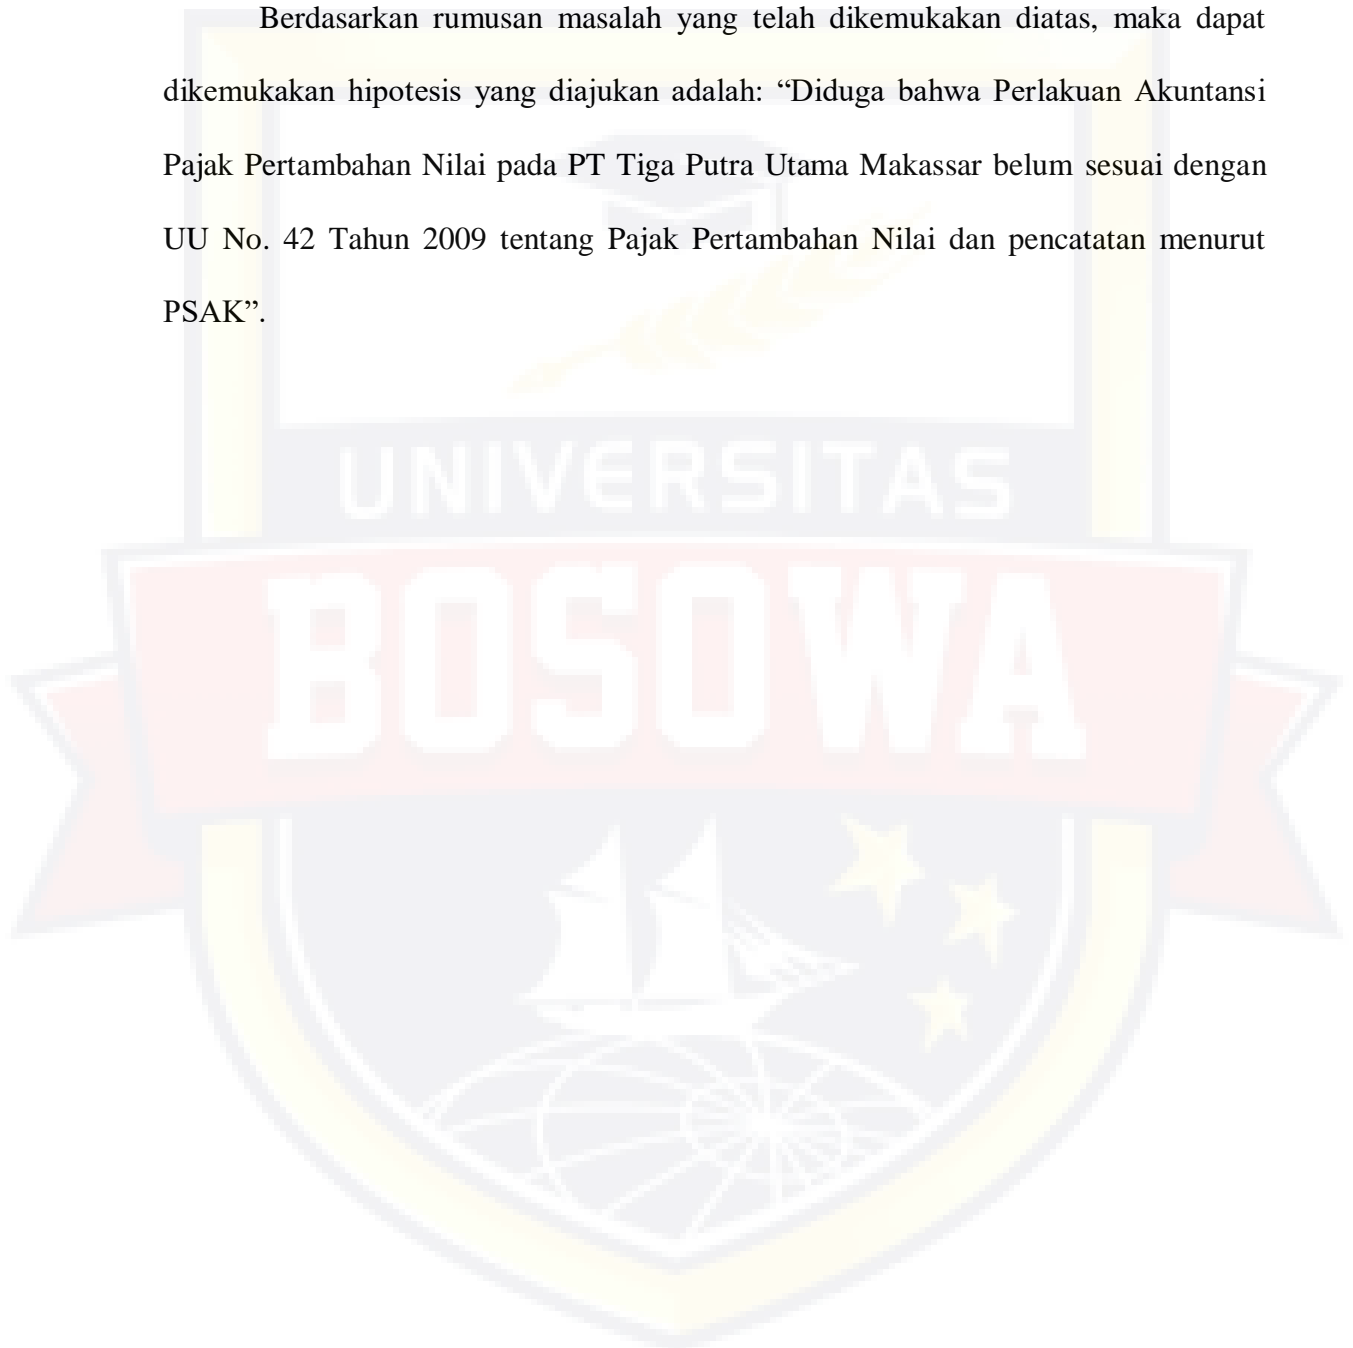 Berdasarkan rumusan masalah yang telah dikemukakan diatas, maka dapat
dikemukakan hipotesis yang diajukan adalah: “Diduga bahwa Perlakuan Akuntansi
Pajak Pertambahan Nilai pada PT Tiga Putra Utama Makassar belum sesuai dengan
UU No. 42 Tahun 2009 tentang Pajak Pertambahan Nilai dan pencatatan menurut
PSAK”.
UNIVERSITAS
BOSOWA